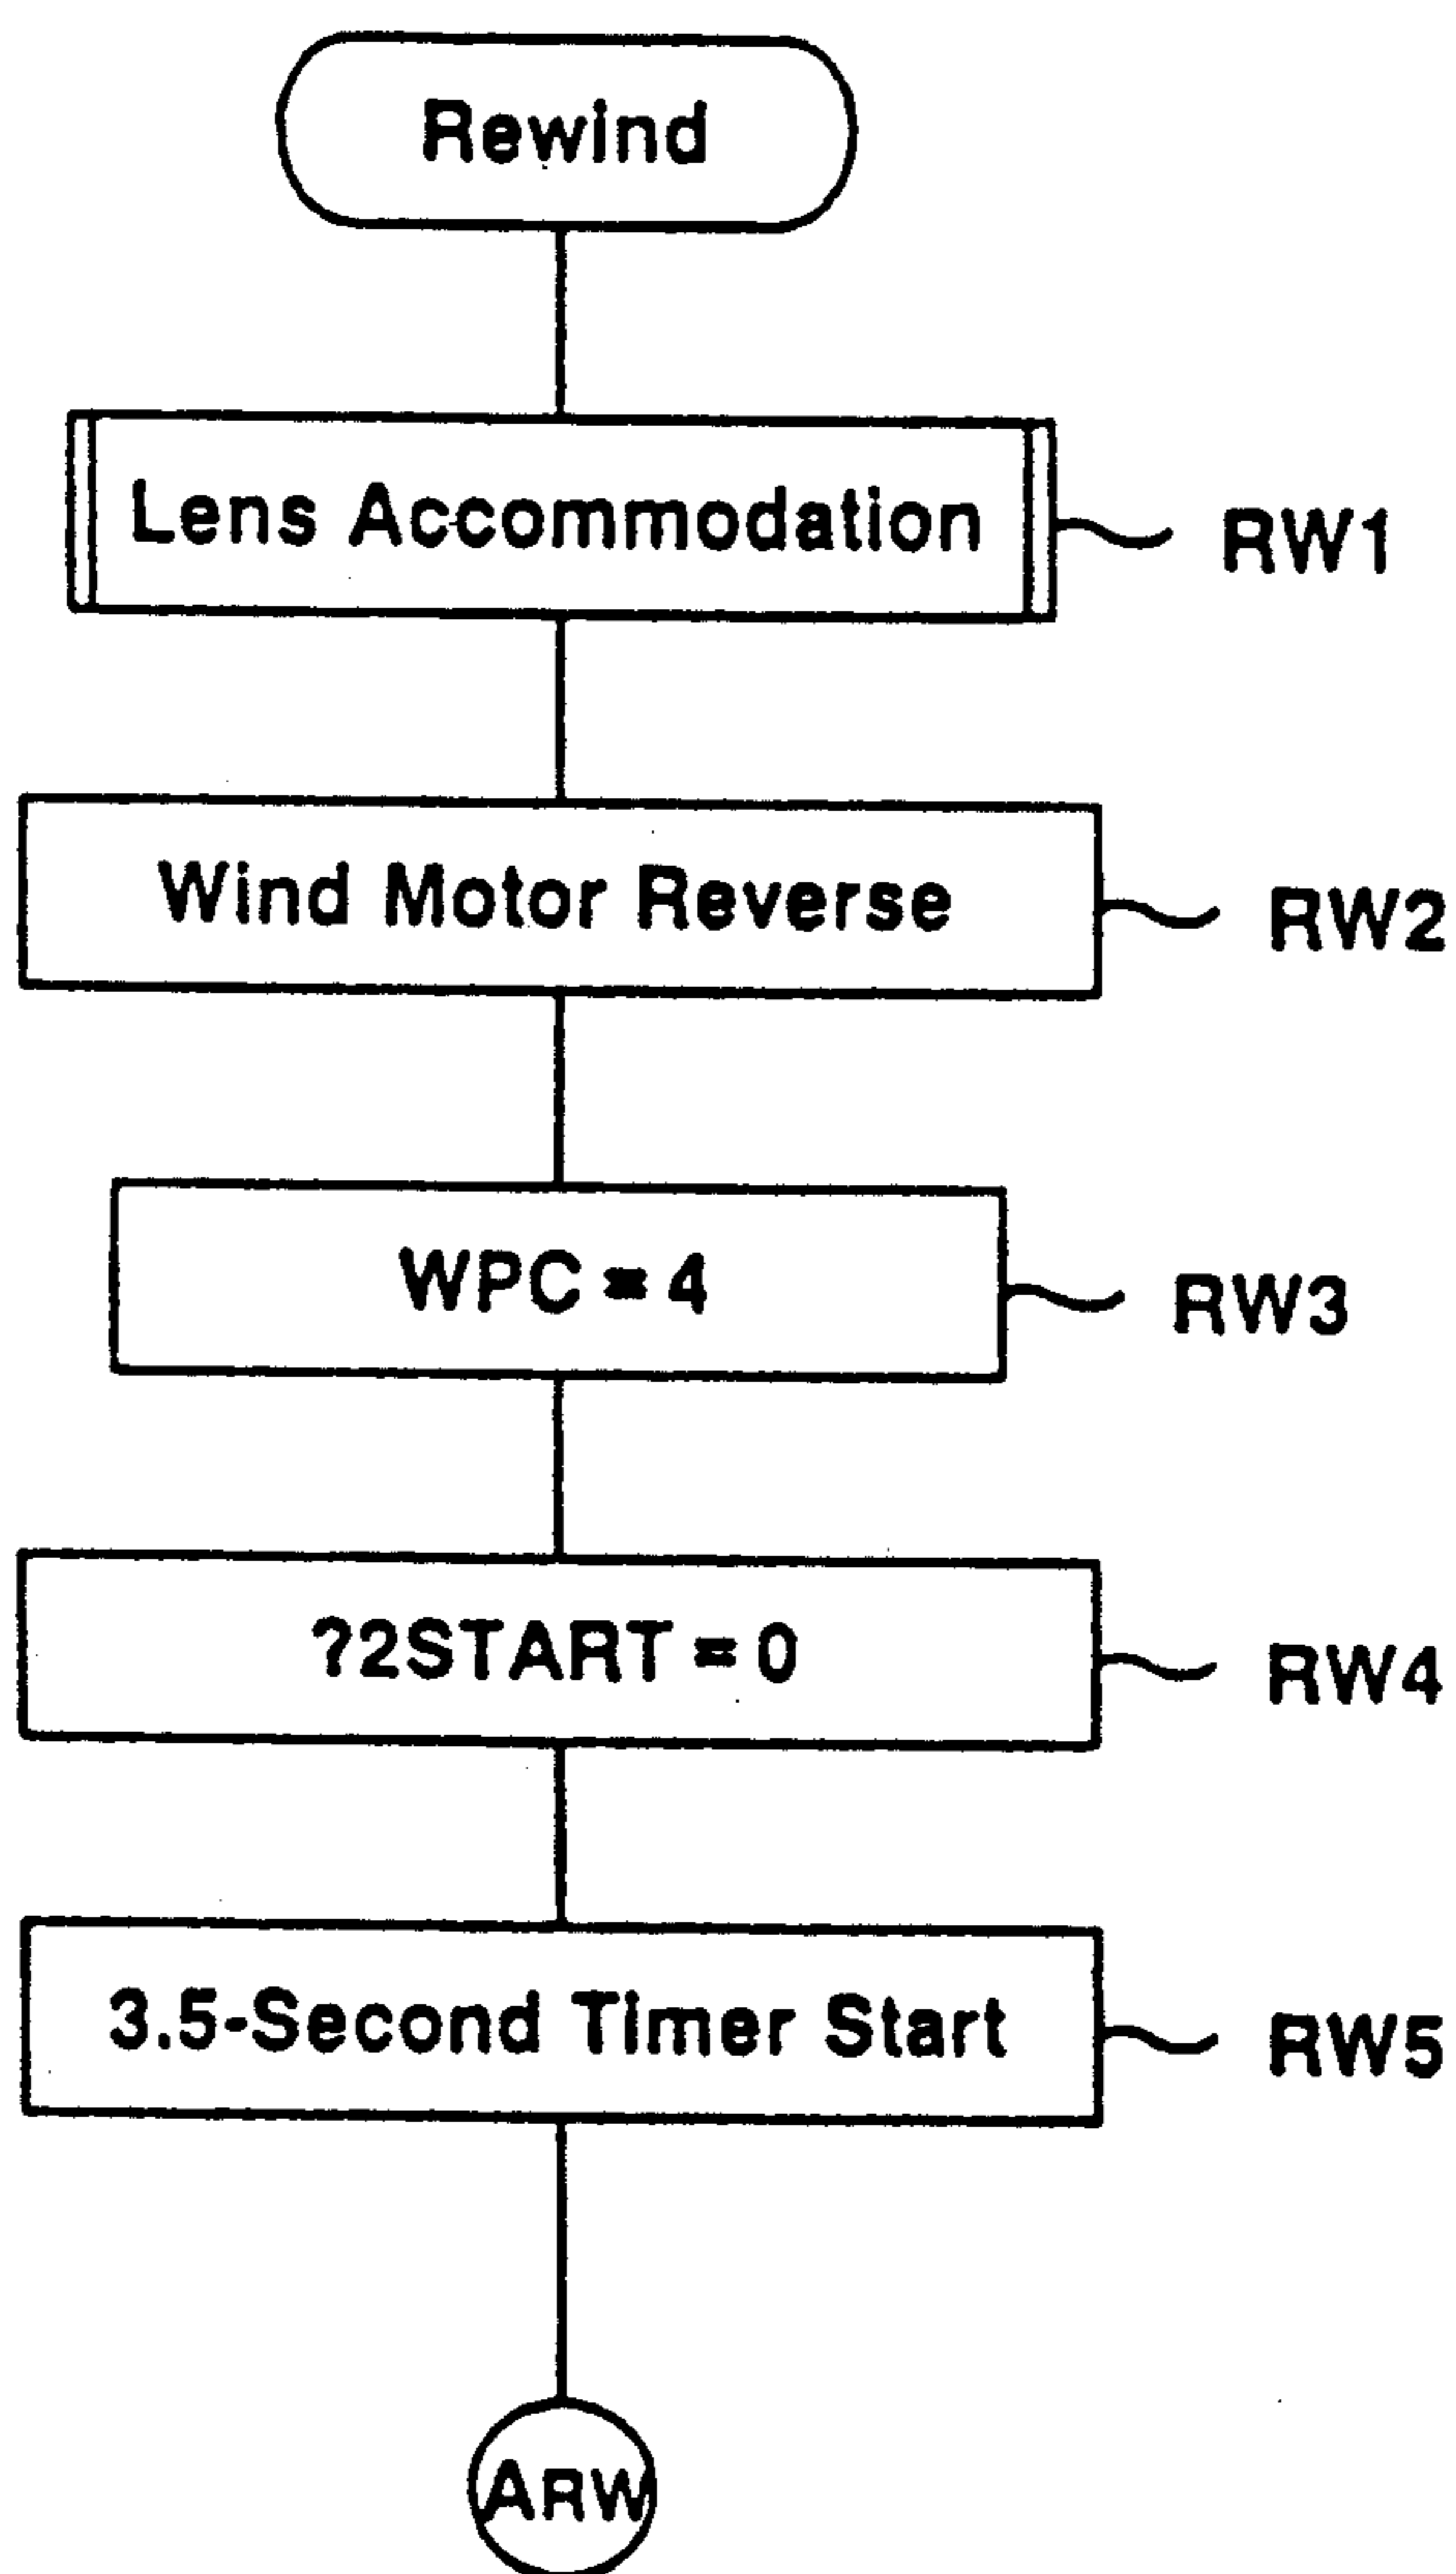 Rewind
Lens Accommodation
RW1
Wind Motor Reverse
RW2
WPC = 4
RW3
?2START = 0
RW4
3.5-Second Timer Start
RW5
ARW